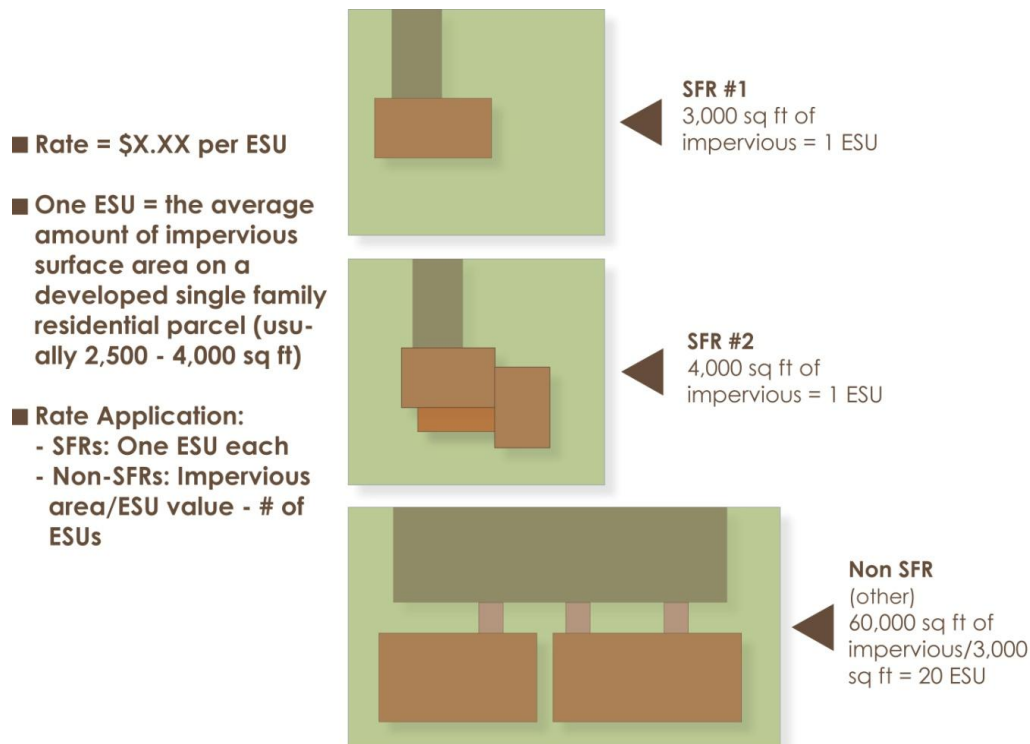 ■ Rate = $X.XX per ESU
■ One ESU = the average
amount of impervious
surface area on a
developed single family
residential parcel (usu-
ally 2,500 - 4,000 sq ft)
■ Rate Application:
- SFRs: One ESU each
- Non-SFRs: Impervious
area/ESU value - # of
ESUs
SFR #1
3,000 sq ft of
impervious = 1 ESU
SFR #2
4,000 sq ft of
impervious = 1 ESU
Non SFR
(other)
60,000 sq ft of
impervious/3,000
sq ft = 20 ESU